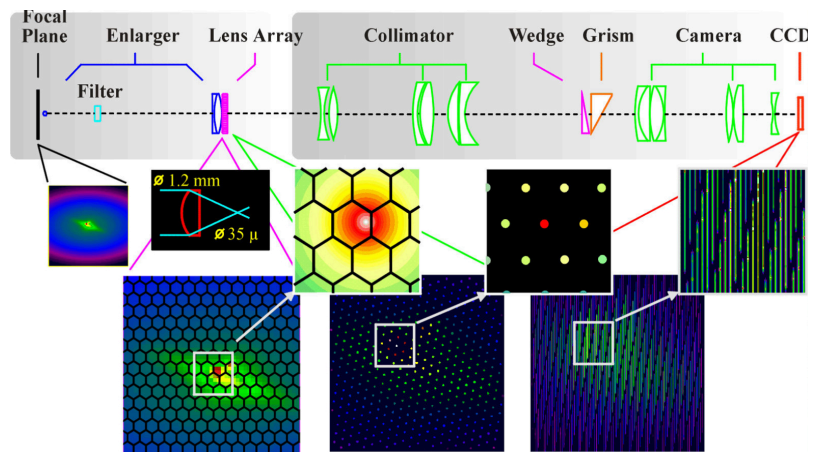 Focal
Plane
Enlarger
Lens Array
Collimator
Wedge
Grism
Camera
CCD
Filter
ø 1.2 mm
ø 35 µ